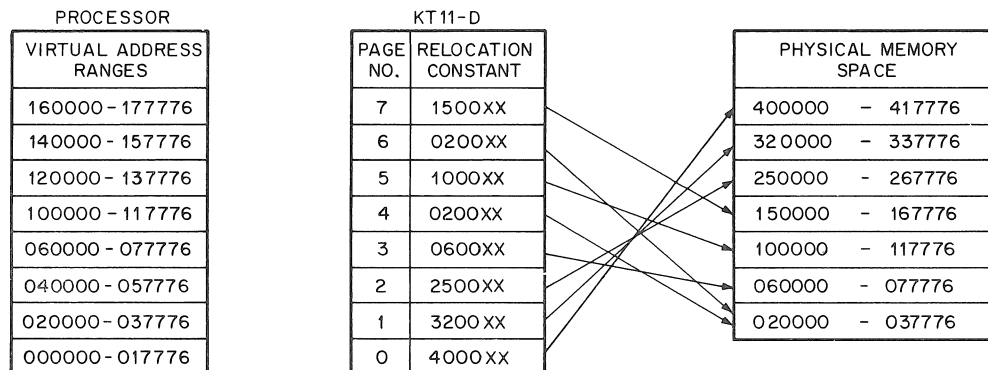 PROCESSOR
VIRTUAL ADDRESS
RANGES
160000-177776
140000-157776
120000-137776
100000-117776
060000-077776
040000-057776
020000-037776
000000-017776
KT11-D
PAGE NO. RELOCATION CONSTANT
7 1500XX
6 0200XX
5 1000XX
4 0200XX
3 0600XX
2 2500XX
1 3200XX
0 4000XX
PHYSICAL MEMORY
SPACE
400000 - 417776
320000 - 337776
250000 - 267776
150000 - 167776
100000 - 117776
060000 - 077776
020000 - 037776